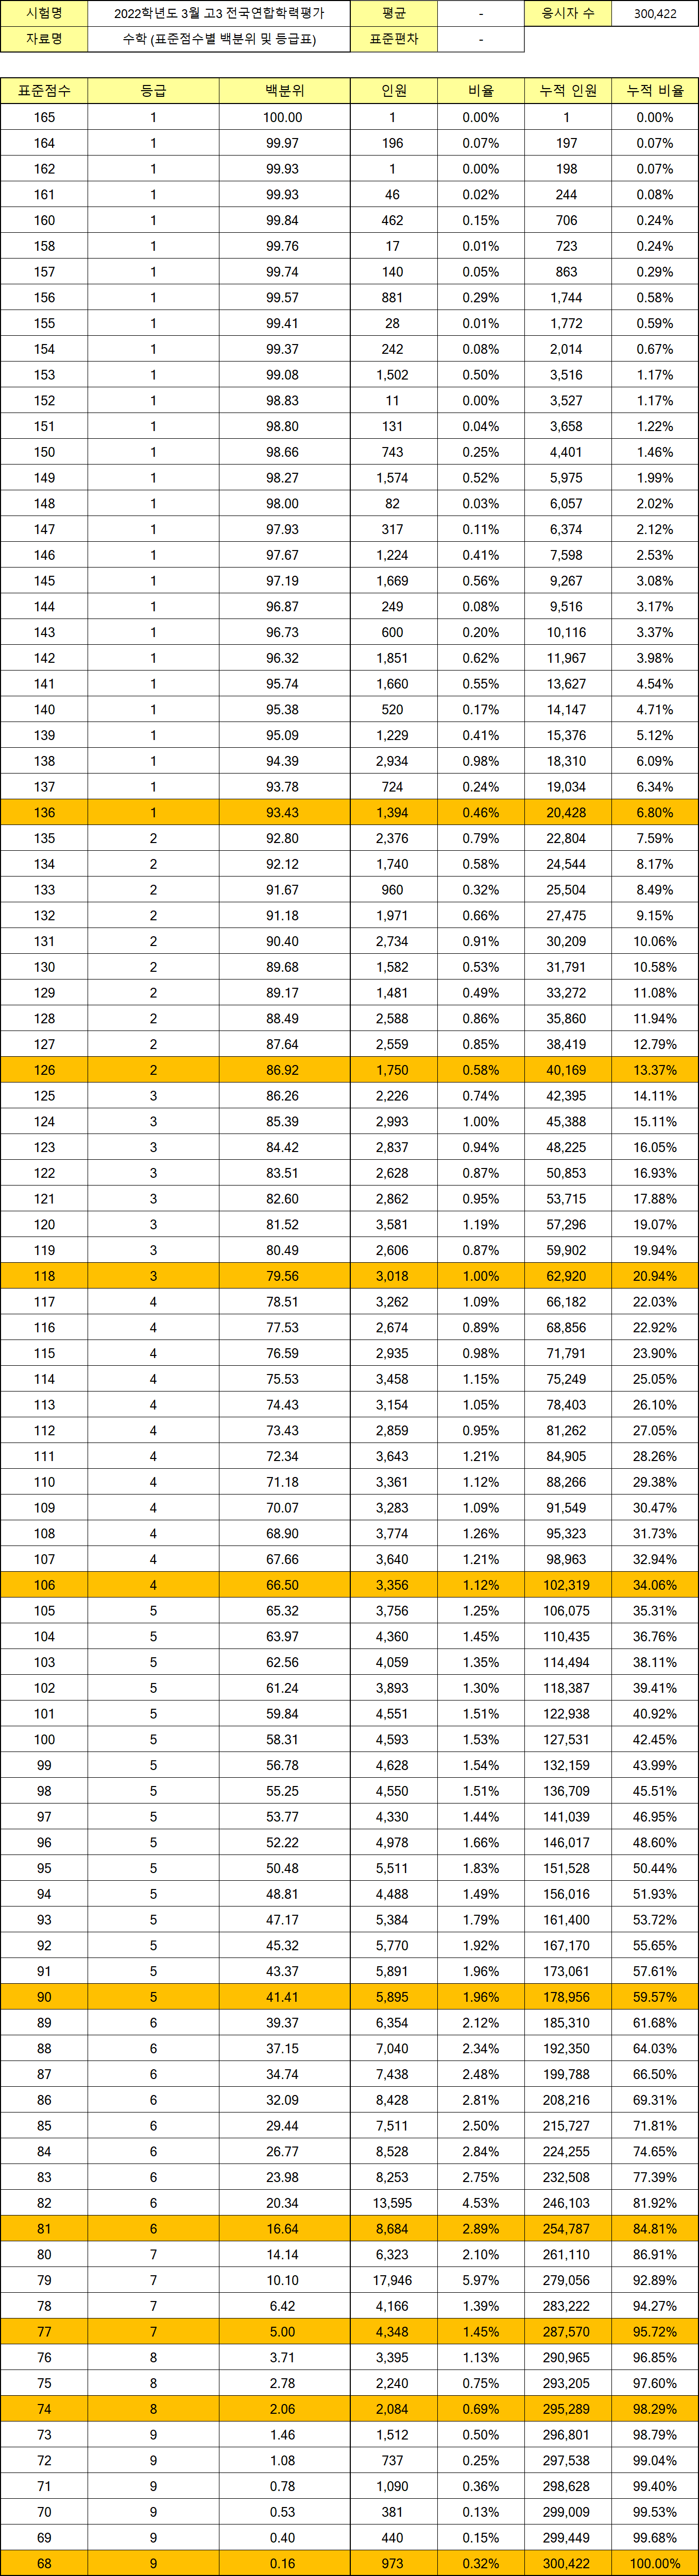 시험명 2022학년도 3월 고3 전국연합학력평가 평균 - 응시자 수 300,422
자료명 수학 (표준점수별 백분위 및 등급표) 표준편차 -
표준점수 등급 백분위 인원 비율 누적 인원 누적 비율
165 1 100.00 1 0.00% 1 0.00%
164 1 99.97 196 0.07% 197 0.07%
162 1 99.93 1 0.00% 198 0.07%
161 1 99.93 46 0.02% 244 0.08%
160 1 99.84 462 0.15% 706 0.24%
158 1 99.76 17 0.01% 723 0.24%
157 1 99.74 140 0.05% 863 0.29%
156 1 99.57 881 0.29% 1,744 0.58%
155 1 99.41 28 0.01% 1,772 0.59%
154 1 99.37 242 0.08% 2,014 0.67%
153 1 99.08 1,502 0.50% 3,516 1.17%
152 1 98.83 11 0.00% 3,527 1.17%
151 1 98.80 131 0.04% 3,658 1.22%
150 1 98.66 743 0.25% 4,401 1.46%
149 1 98.27 1,574 0.52% 5,975 1.99%
148 1 98.00 82 0.03% 6,057 2.02%
147 1 97.93 317 0.11% 6,374 2.12%
146 1 97.67 1,224 0.41% 7,598 2.53%
145 1 97.19 1,669 0.56% 9,267 3.08%
144 1 96.87 249 0.08% 9,516 3.17%
143 1 96.73 600 0.20% 10,116 3.37%
142 1 96.32 1,851 0.62% 11,967 3.98%
141 1 95.74 1,660 0.55% 13,627 4.54%
140 1 95.38 520 0.17% 14,147 4.71%
139 1 95.09 1,229 0.41% 15,376 5.12%
138 1 94.39 2,934 0.98% 18,310 6.09%
137 1 93.78 724 0.24% 19,034 6.34%
136 1 93.43 1,394 0.46% 20,428 6.80%
135 2 92.80 2,376 0.79% 22,804 7.59%
134 2 92.12 1,740 0.58% 24,544 8.17%
133 2 91.67 960 0.32% 25,504 8.49%
132 2 91.18 1,971 0.66% 27,475 9.15%
131 2 90.40 2,734 0.91% 30,209 10.06%
130 2 89.68 1,582 0.53% 31,791 10.58%
129 2 89.17 1,481 0.49% 33,272 11.08%
128 2 88.49 2,588 0.86% 35,860 11.94%
127 2 87.64 2,559 0.85% 38,419 12.79%
126 2 86.92 1,750 0.58% 40,169 13.37%
125 3 86.26 2,226 0.74% 42,395 14.11%
124 3 85.39 2,993 1.00% 45,388 15.11%
123 3 84.42 2,837 0.94% 48,225 16.05%
122 3 83.51 2,628 0.87% 50,853 16.93%
121 3 82.60 2,862 0.95% 53,715 17.88%
120 3 81.52 3,581 1.19% 57,296 19.07%
119 3 80.49 2,606 0.87% 59,902 19.94%
118 3 79.56 3,018 1.00% 62,920 20.94%
117 4 78.51 3,262 1.09% 66,182 22.03%
116 4 77.53 2,674 0.89% 68,856 22.92%
115 4 76.59 2,935 0.98% 71,791 23.90%
114 4 75.53 3,458 1.15% 75,249 25.05%
113 4 74.43 3,154 1.05% 78,403 26.10%
112 4 73.43 2,859 0.95% 81,262 27.05%
111 4 72.34 3,643 1.21% 84,905 28.26%
110 4 71.18 3,361 1.12% 88,266 29.38%
109 4 70.07 3,283 1.09% 91,549 30.47%
108 4 68.90 3,774 1.26% 95,323 31.73%
107 4 67.66 3,640 1.21% 98,963 32.94%
106 4 66.50 3,356 1.12% 102,319 34.06%
105 5 65.32 3,756 1.25% 106,075 35.31%
104 5 63.97 4,360 1.45% 110,435 36.76%
103 5 62.56 4,059 1.35% 114,494 38.11%
102 5 61.24 3,893 1.30% 118,387 39.41%
101 5 59.84 4,551 1.51% 122,938 40.92%
100 5 58.31 4,593 1.53% 127,531 42.45%
99 5 56.78 4,628 1.54% 132,159 43.99%
98 5 55.25 4,550 1.51% 136,709 45.51%
97 5 53.77 4,330 1.44% 141,039 46.95%
96 5 52.22 4,978 1.66% 146,017 48.60%
95 5 50.48 5,511 1.83% 151,528 50.44%
94 5 48.81 4,488 1.49% 156,016 51.93%
93 5 47.17 5,384 1.79% 161,400 53.72%
92 5 45.32 5,770 1.92% 167,170 55.65%
91 5 43.37 5,891 1.96% 173,061 57.61%
90 5 41.41 5,895 1.96% 178,956 59.57%
89 6 39.37 6,354 2.12% 185,310 61.68%
88 6 37.15 7,040 2.34% 192,350 64.03%
87 6 34.74 7,438 2.48% 199,788 66.50%
86 6 32.09 8,428 2.81% 208,216 69.31%
85 6 29.44 7,511 2.50% 215,727 71.81%
84 6 26.77 8,528 2.84% 224,255 74.65%
83 6 23.98 8,253 2.75% 232,508 77.39%
82 6 20.34 13,595 4.53% 246,103 81.92%
81 6 16.64 8,684 2.89% 254,787 84.81%
80 7 14.14 6,323 2.10% 261,110 86.91%
79 7 10.10 17,946 5.97% 279,056 92.89%
78 7 6.42 4,166 1.39% 283,222 94.27%
77 7 5.00 4,348 1.45% 287,570 95.72%
76 8 3.71 3,395 1.13% 290,965 96.85%
75 8 2.78 2,240 0.75% 293,205 97.60%
74 8 2.06 2,084 0.69% 295,289 98.29%
73 9 1.46 1,512 0.50% 296,801 98.79%
72 9 1.08 737 0.25% 297,538 99.04%
71 9 0.78 1,090 0.36% 298,628 99.40%
70 9 0.53 381 0.13% 299,009 99.53%
69 9 0.40 440 0.15% 299,449 99.68%
68 9 0.16 973 0.32% 300,422 100.00%